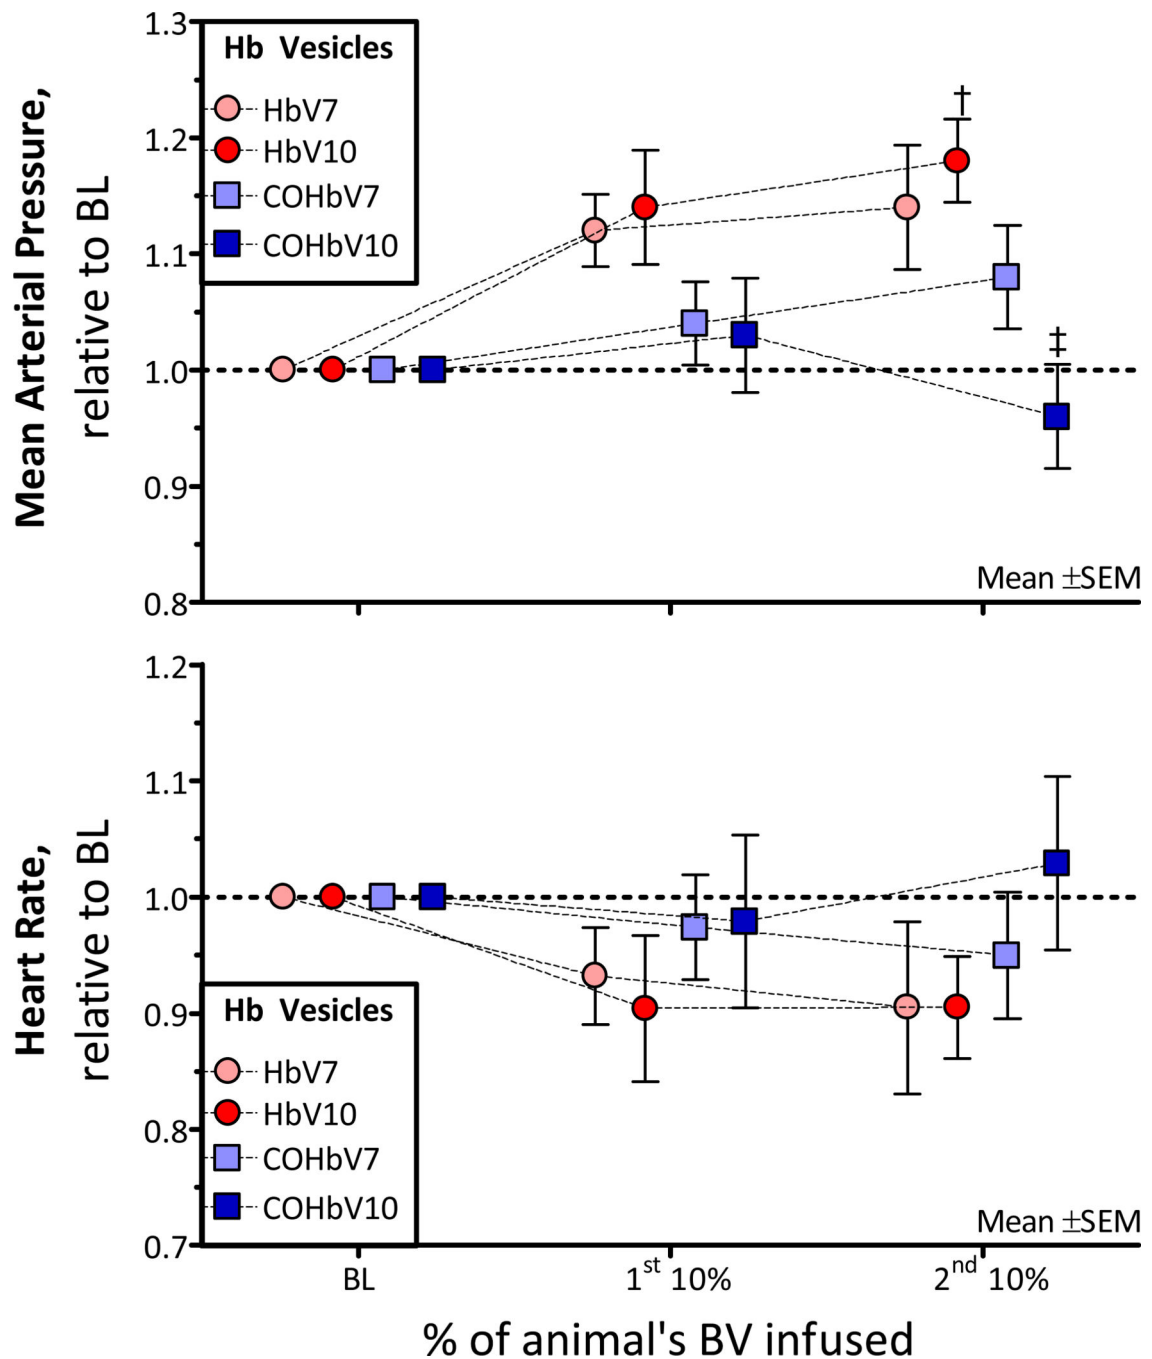 Mean Arterial Pressure,
relative to BL
1.3
1.2
1.1
1.0
0.9
0.8
Hb Vesicles
HbV7
HbV10
COHbV7
COHbV10
†
‡
Mean ±SEM
Heart Rate,
relative to BL
1.2
1.1
1.0
0.9
0.8
0.7
Hb Vesicles
HbV7
HbV10
COHbV7
COHbV10
Mean ±SEM
BL
1st 10%
2nd 10%
% of animal's BV infused